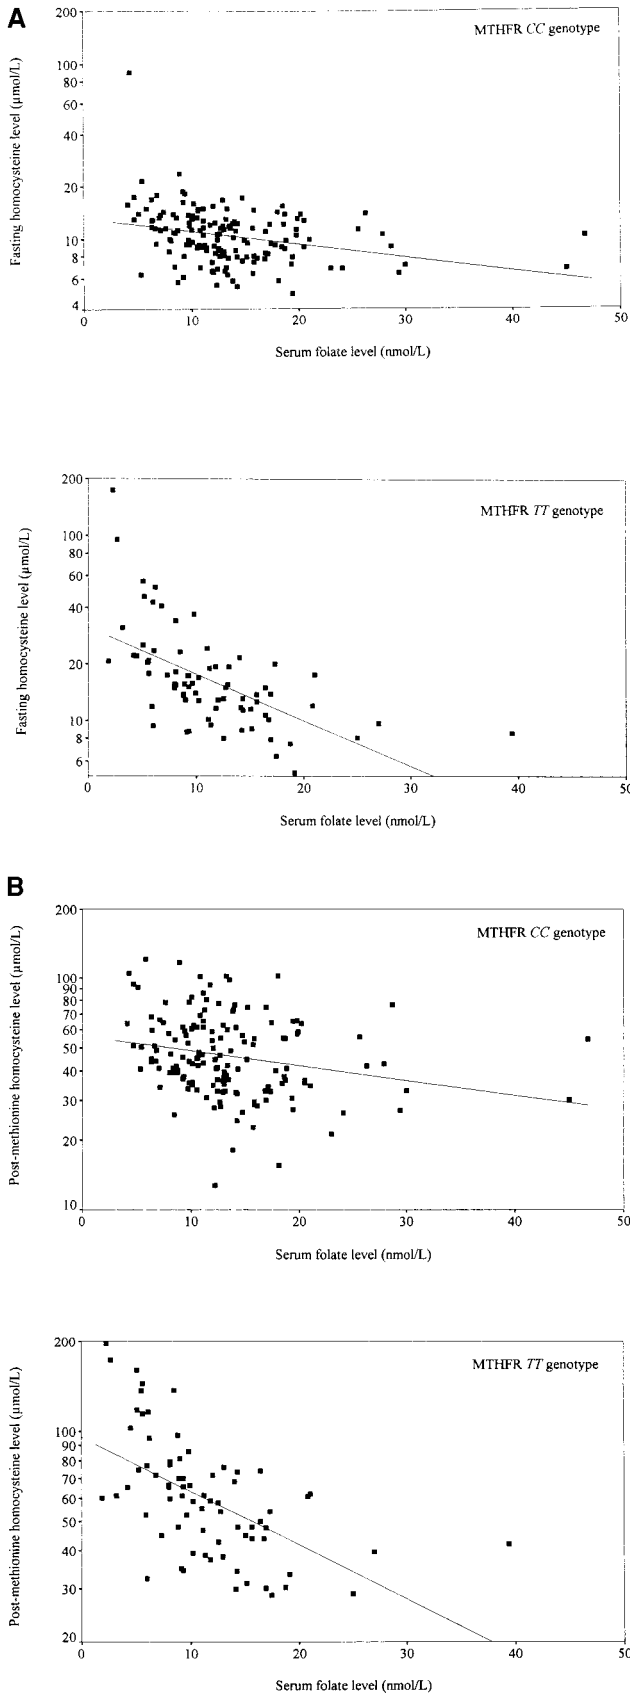 A
MTHFR CC genotype
Fasting homocysteine level (µmol/L)
200
100
80
60
40
20
10
8
6
4
0 10 20 30 40 50
Serum folate level (nmol/L)
MTHFR TT genotype
Fasting homocysteine level (µmol/L)
200
100
80
60
40
20
10
8
6
0 10 20 30 40 50
Serum folate level (nmol/L)
B
MTHFR CC genotype
Post-methionine homocysteine level (µmol/L)
200
100
90
80
70
60
50
40
30
20
10
0 10 20 30 40 50
Serum folate level (nmol/L)
MTHFR TT genotype
Post-methionine homocysteine level (µmol/L)
200
100
90
80
70
60
50
40
30
20
0 10 20 30 40 50
Serum folate level (nmol/L)